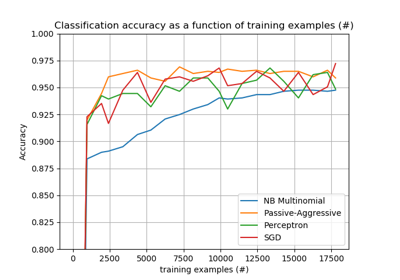 Classification accuracy as a function of training examples (#)
1.000
0.975
0.950
0.925
0.900
0.875
0.850
0.825
0.800
Accuracy
NB Multinomial
Passive-Aggressive
Perceptron
SGD
0 2500 5000 7500 10000 12500 15000 17500
training examples (#)